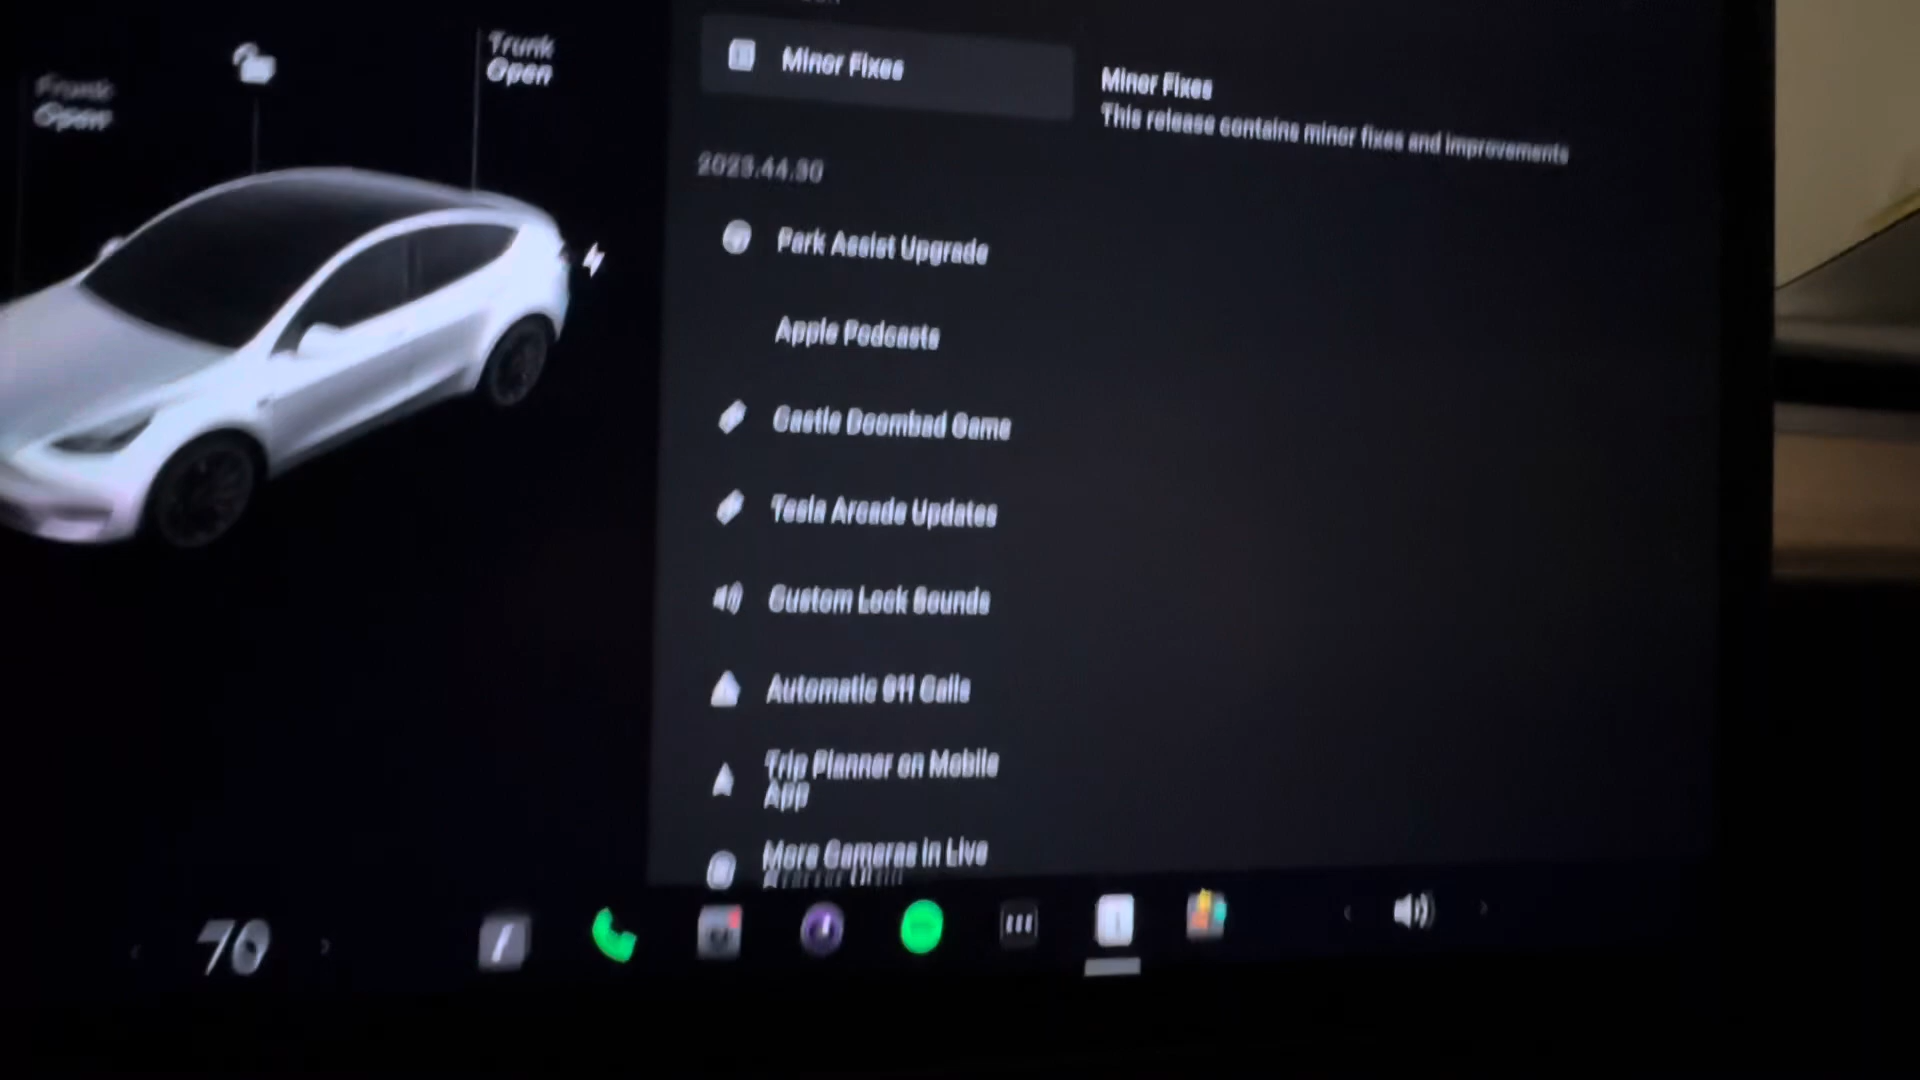 Minor Fixes
2023.44.30
Park Assist Upgrade
Apple Podcasts
Castle Doombad Game
Tesla Arcade Updates
Custom Lock Sounds
Automatic 911 Calls
Trip Planner on Mobile
App
More Cameras in Live
Minor Fixes
This release contains minor fixes and improvements
Frunk
Open
Trunk
Open
70